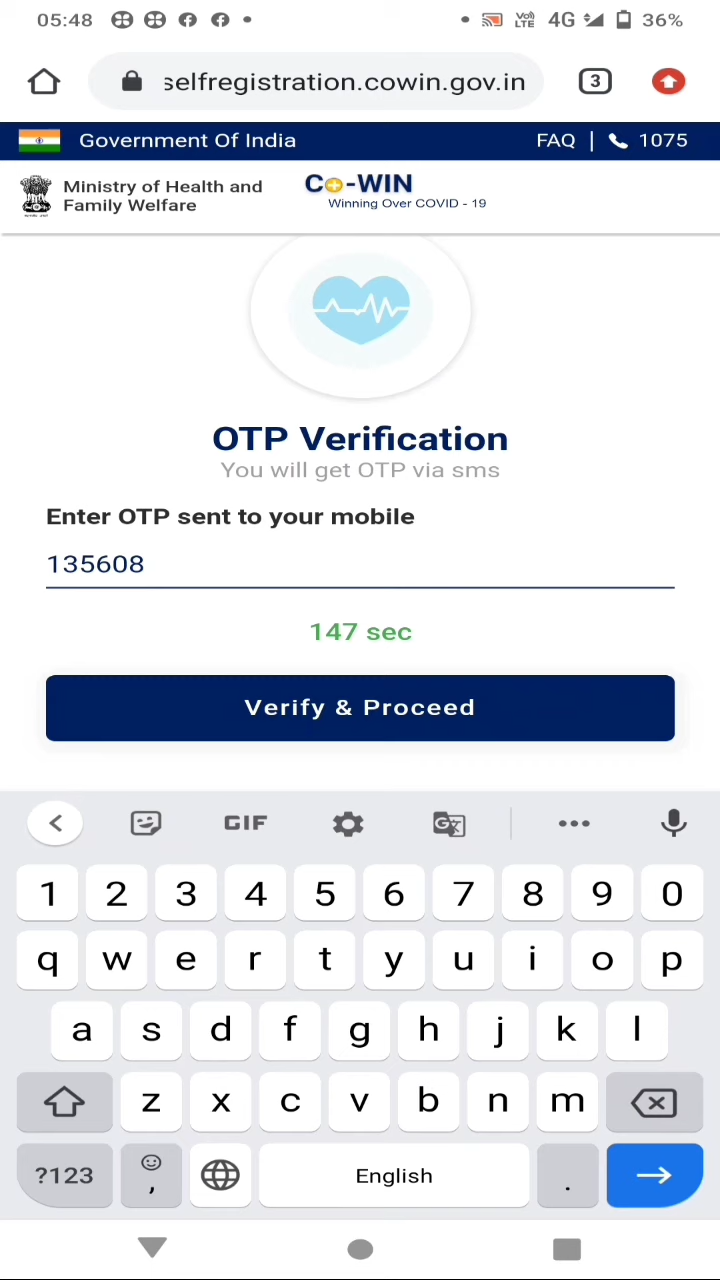 05:48 VoI) LTE 4G 36%
selfregistration.cowin.gov.in 3
Government Of India FAQ | 1075
Ministry of Health and
Family Welfare
CO-WIN
Winning Over COVID - 19
OTP Verification
You will get OTP via sms
Enter OTP sent to your mobile
135608
147 sec
Verify & Proceed
GIF G
1 2 3 4 5 6 7 8 9 0
q w e r t y u i o p
a s d f g h j k l
z x c v b n m
?123 , English .